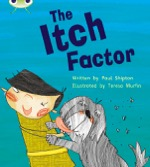 The
Itch
Factor
Written by Paul Shipton
Illustrated by Teresa Murfin